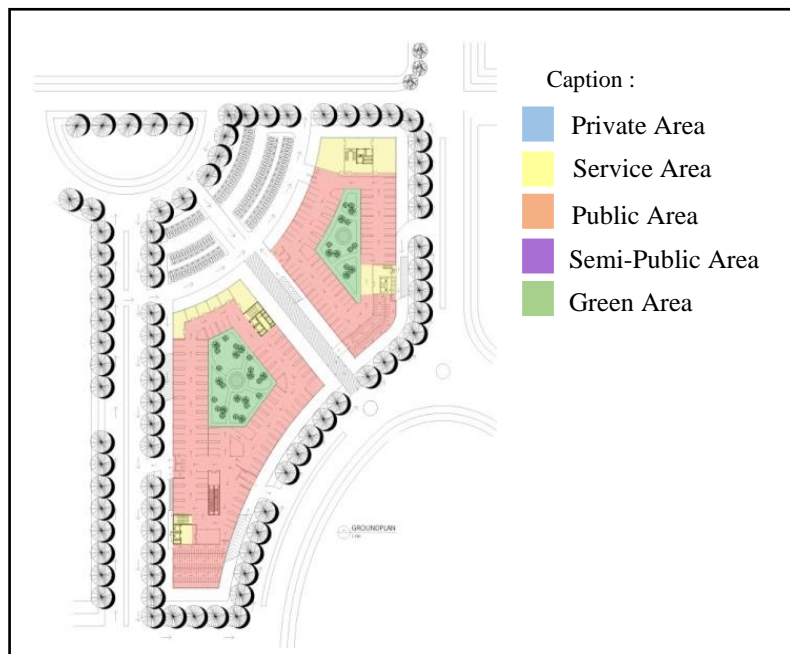 Caption :
Private Area
Service Area
Public Area
Semi-Public Area
Green Area
GROUNDPLAN